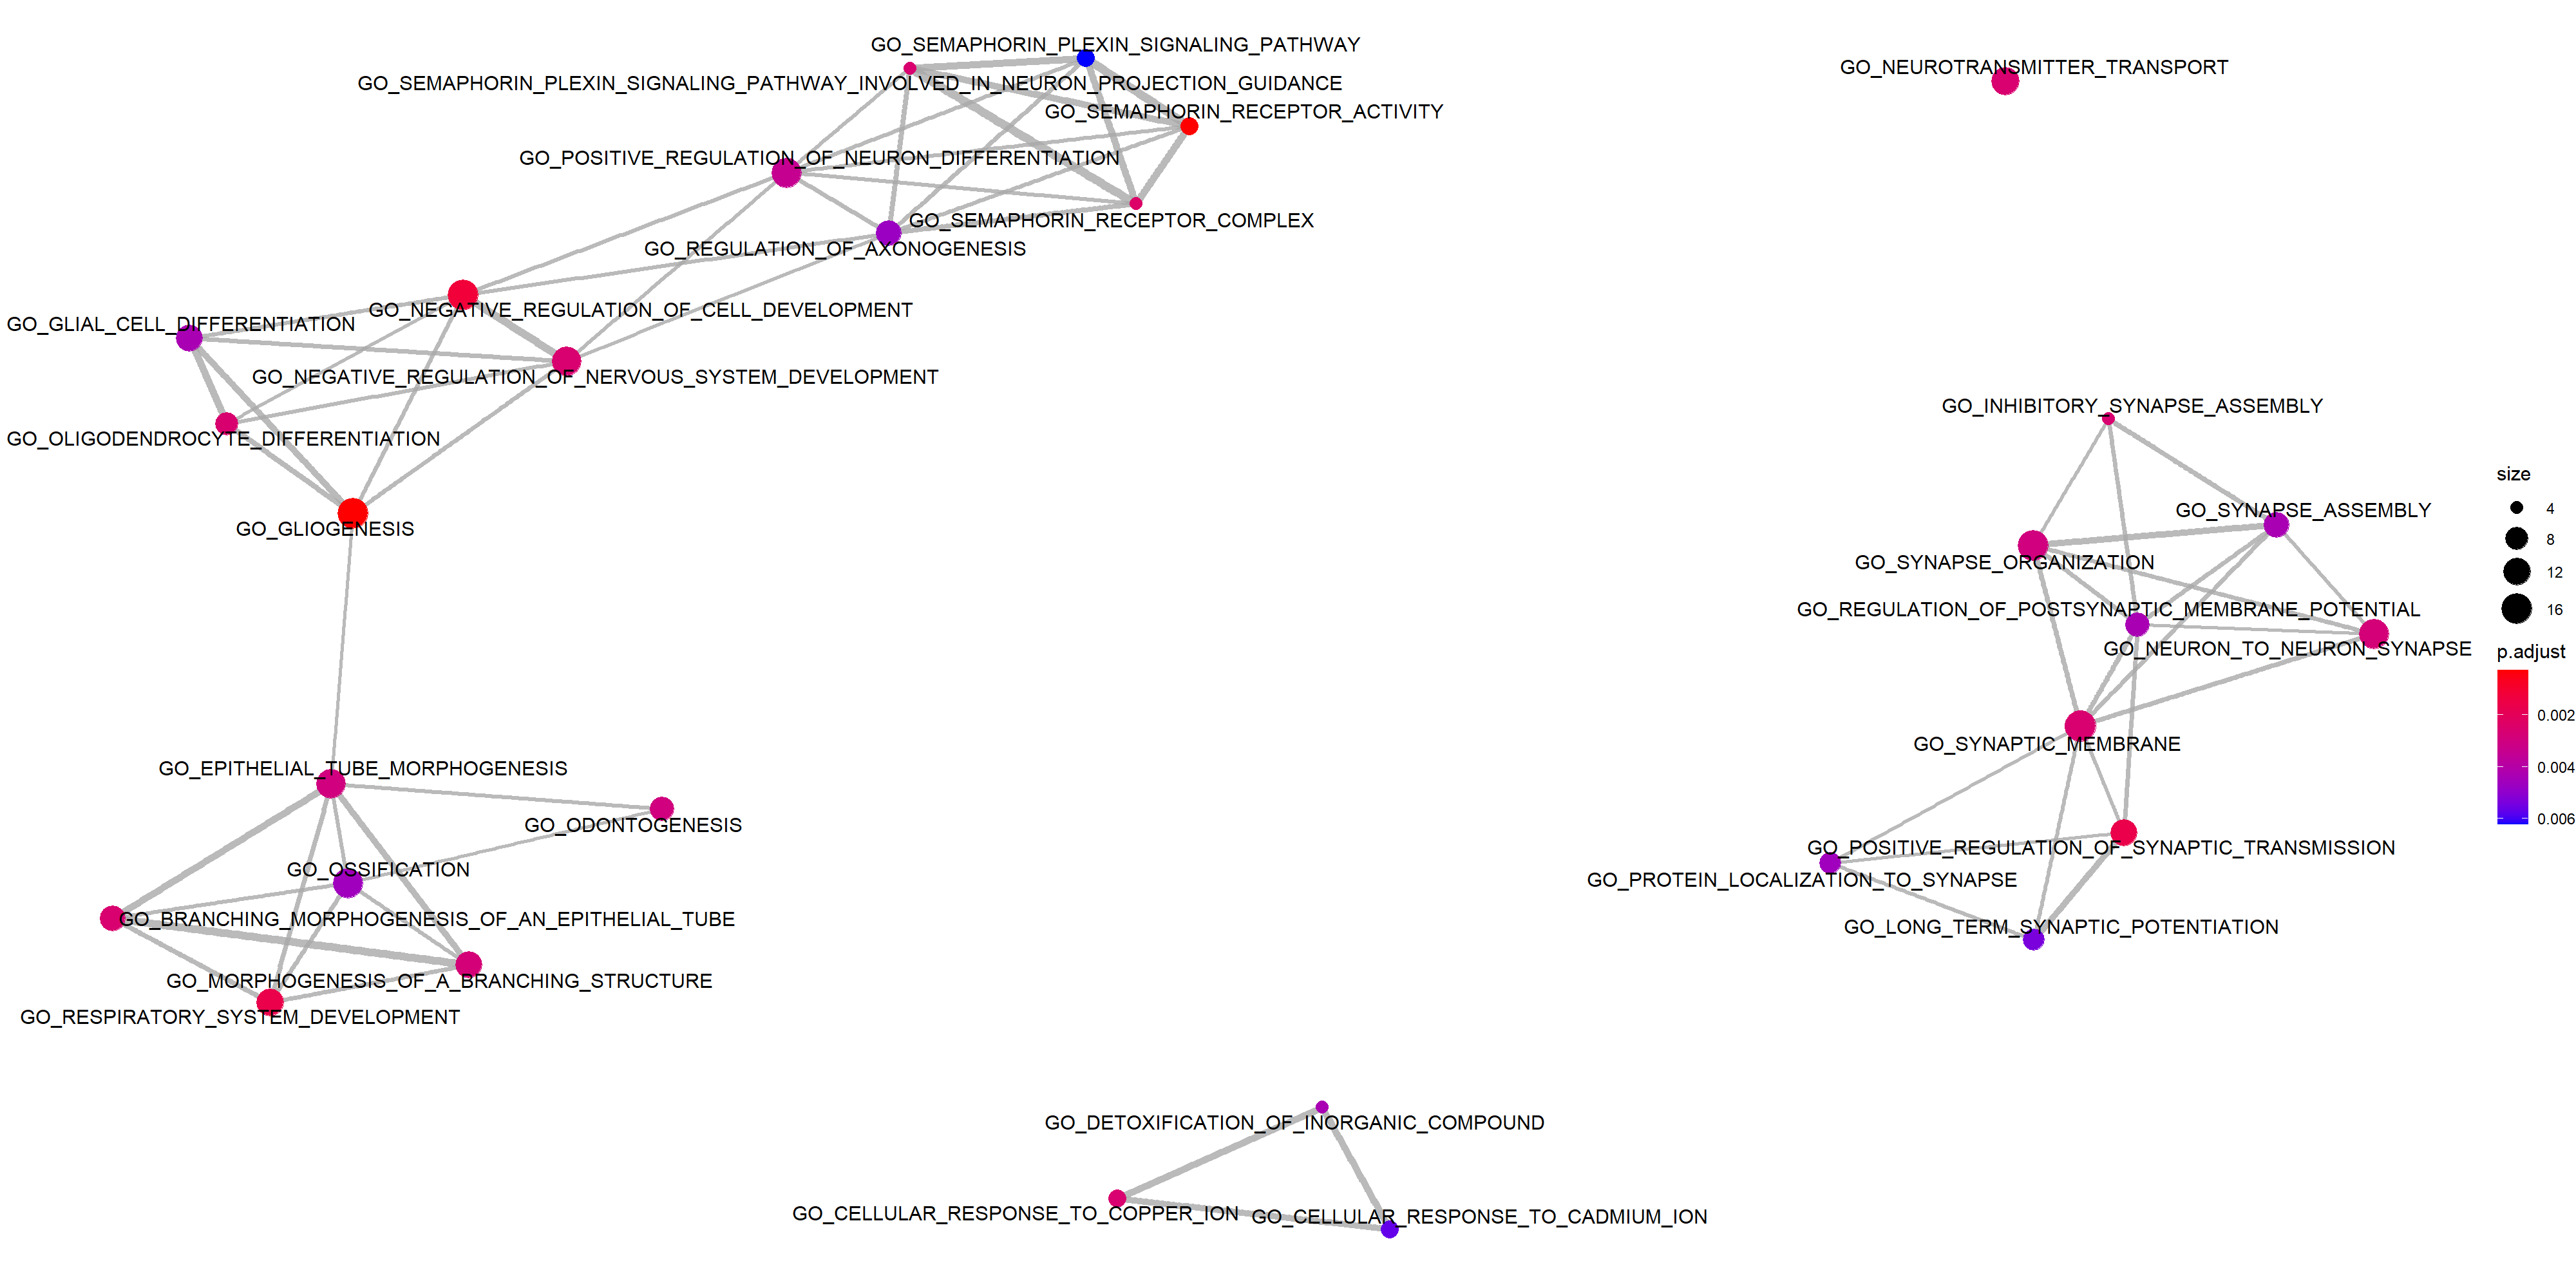 GO_SEMAPHORIN_PLEXIN_SIGNALING_PATHWAY
GO_NEUROTRANSMITTER_TRANSPORT
GO_SEMAPHORIN_PLEXIN_SIGNALING_PATHWAY_INVOLVED_IN_NEURON_PROJECTION_GUIDANCE
GO_SEMAPHORIN_RECEPTOR_ACTIVITY
GO_POSITIVE_REGULATION_OF_NEURON_DIFFERENTIATION
GO_SEMAPHORIN_RECEPTOR_COMPLEX
GO_REGULATION_OF_AXONOGENESIS
GO_NEGATIVE_REGULATION_OF_CELL_DEVELOPMENT
GO_GLIAL_CELL_DIFFERENTIATION
GO_NEGATIVE_REGULATION_OF_NERVOUS_SYSTEM_DEVELOPMENT
GO_OLIGODENDROCYTE_DIFFERENTIATION
GO_GLIOGENESIS
GO_INHIBITORY_SYNAPSE_ASSEMBLY
GO_SYNAPSE_ASSEMBLY
GO_SYNAPSE_ORGANIZATION
GO_REGULATION_OF_POSTSYNAPTIC_MEMBRANE_POTENTIAL
GO_NEURON_TO_NEURON_SYNAPSE
GO_SYNAPTIC_MEMBRANE
GO_POSITIVE_REGULATION_OF_SYNAPTIC_TRANSMISSION
GO_PROTEIN_LOCALIZATION_TO_SYNAPSE
GO_LONG_TERM_SYNAPTIC_POTENTIATION
GO_EPITHELIAL_TUBE_MORPHOGENESIS
GO_ODONTOGENESIS
GO_OSSIFICATION
GO_BRANCHING_MORPHOGENESIS_OF_AN_EPITHELIAL_TUBE
GO_MORPHOGENESIS_OF_A_BRANCHING_STRUCTURE
GO_RESPIRATORY_SYSTEM_DEVELOPMENT
GO_DETOXIFICATION_OF_INORGANIC_COMPOUND
GO_CELLULAR_RESPONSE_TO_COPPER_ION
GO_CELLULAR_RESPONSE_TO_CADMIUM_ION
size
4
8
12
16
p.adjust
0.002
0.004
0.006